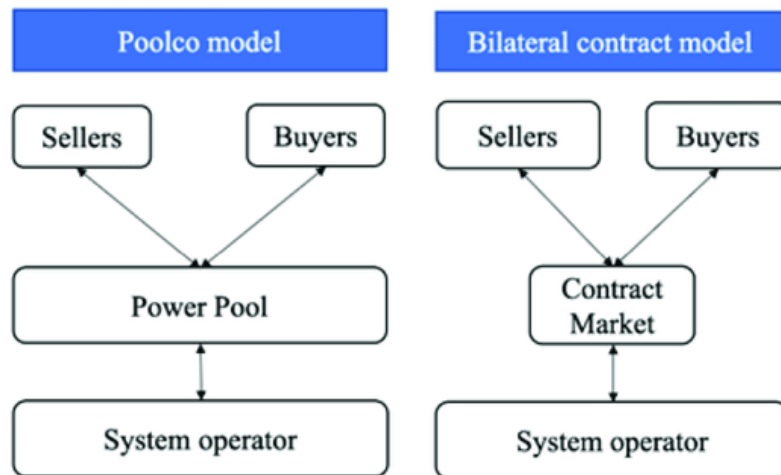 Poolco model
Bilateral contract model
Sellers
Buyers
Sellers
Buyers
Power Pool
Contract
Market
System operator
System operator